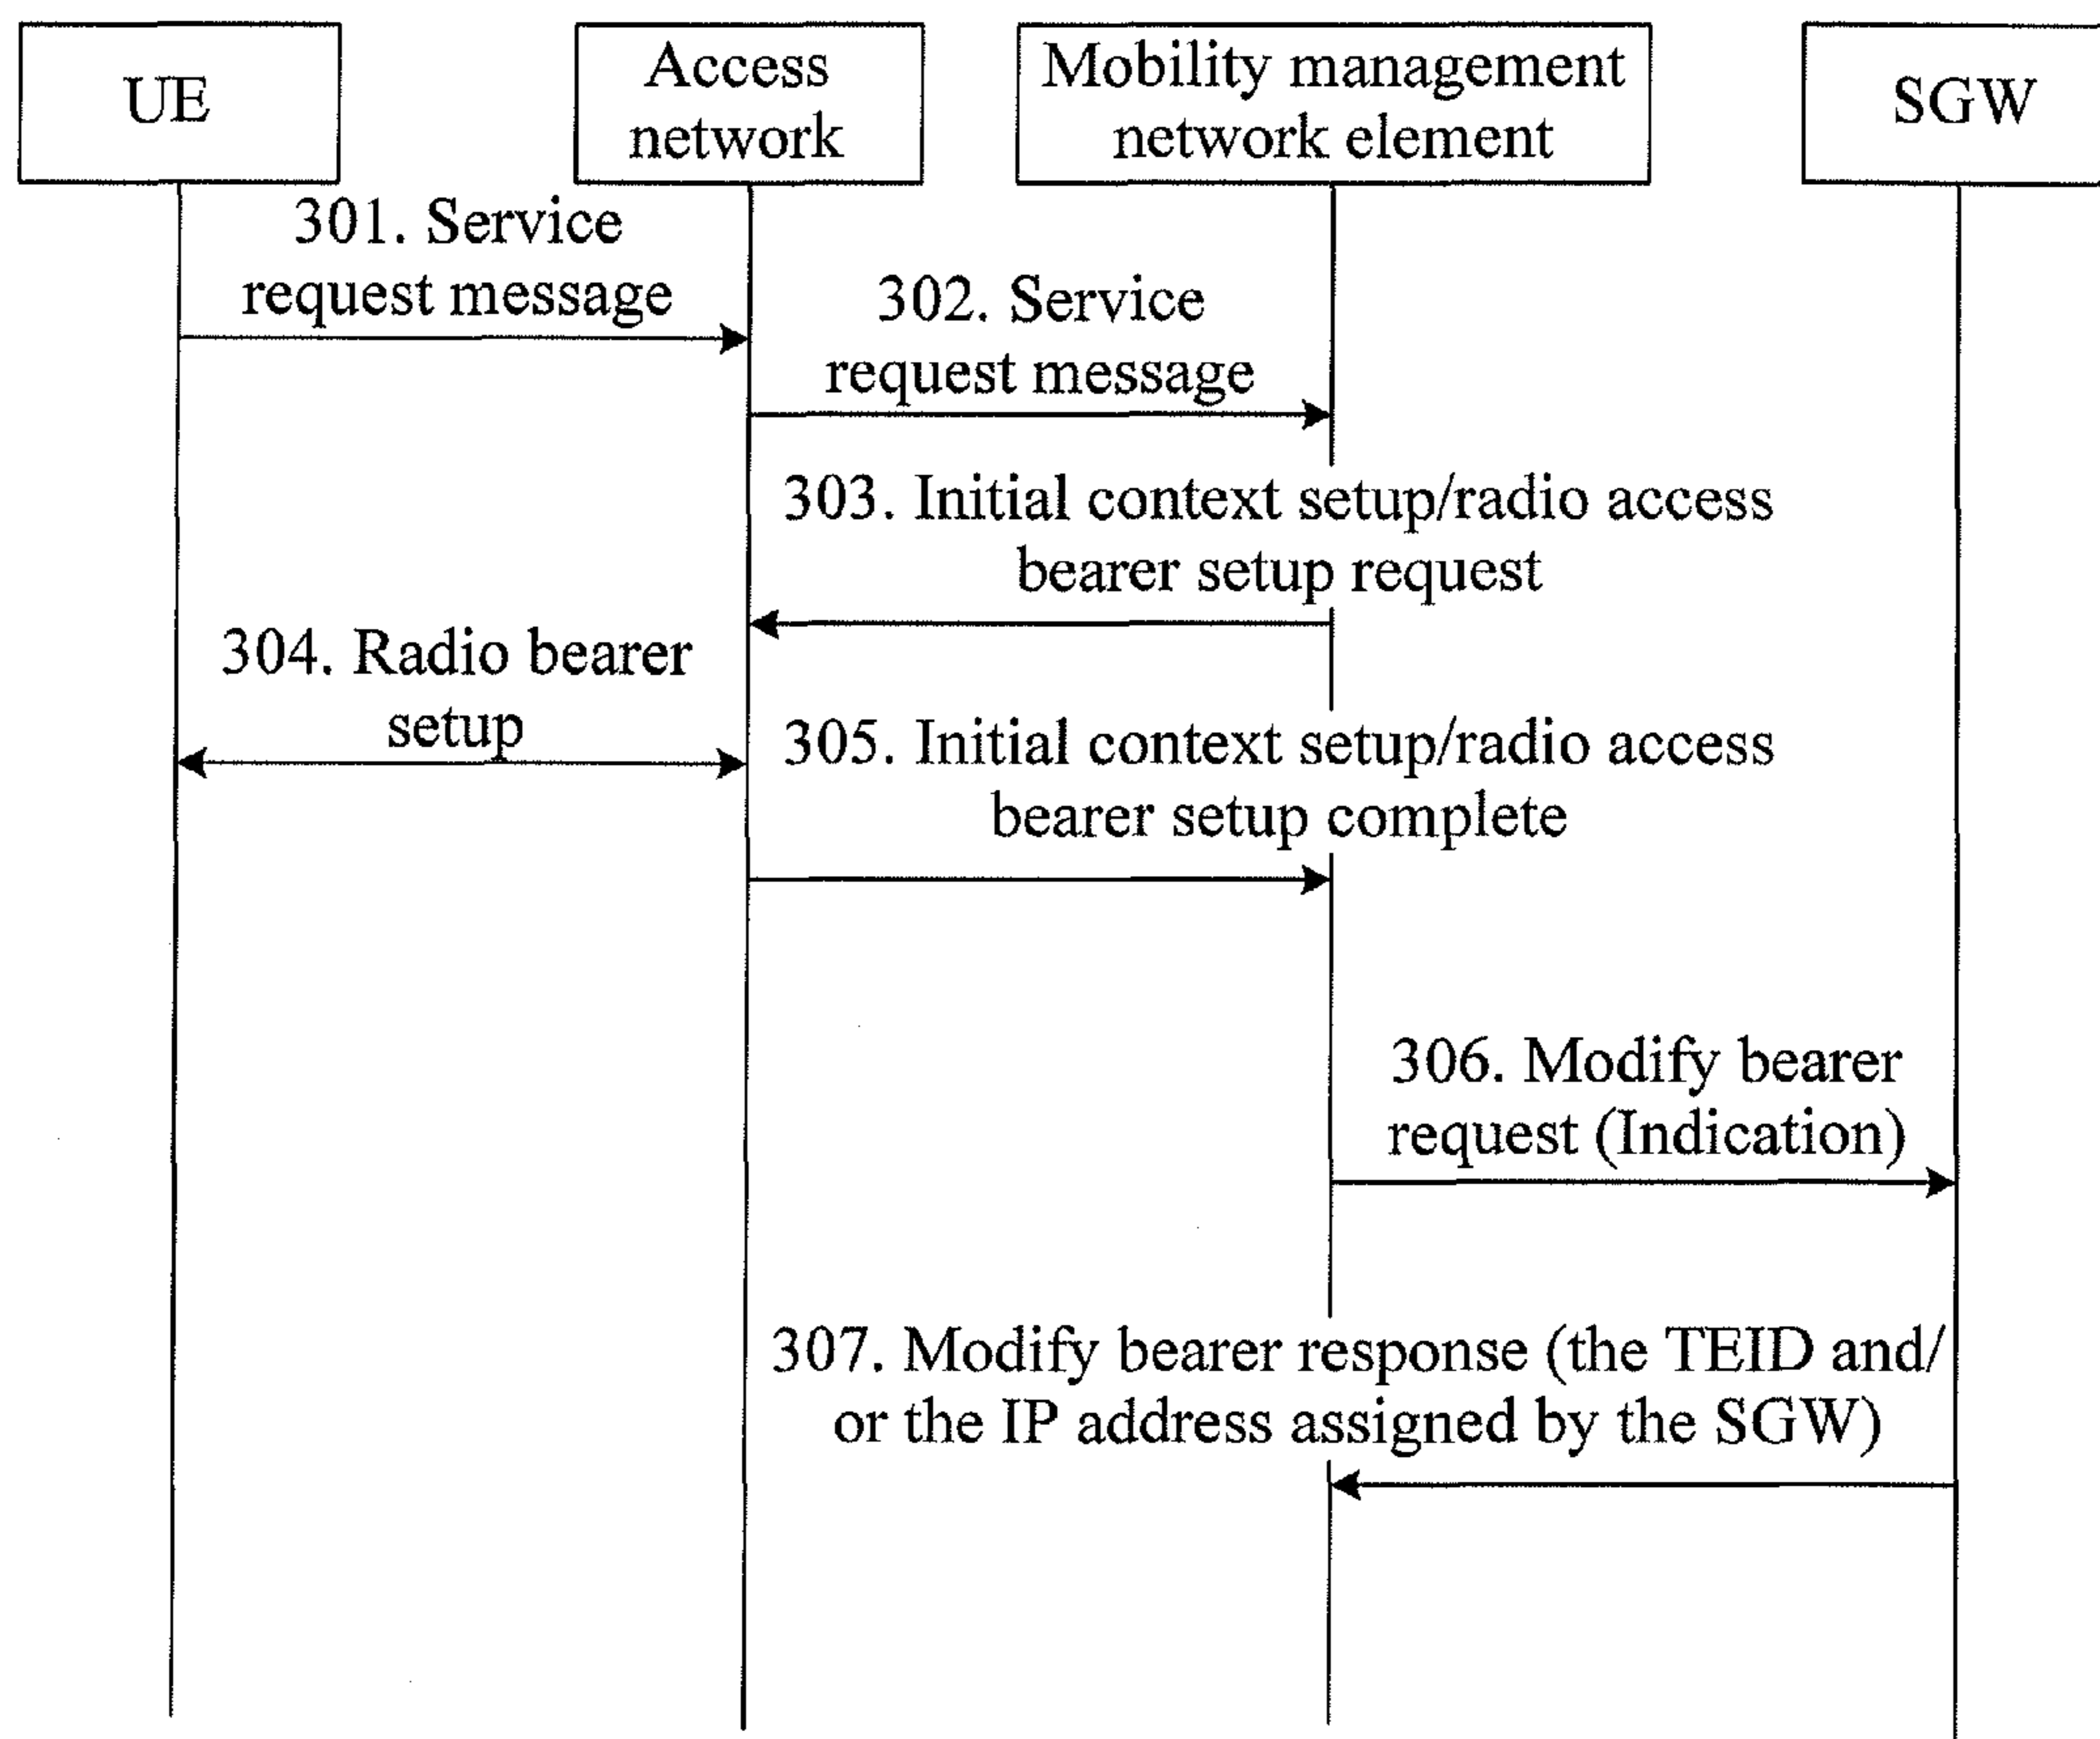 UE
Access
network
Mobility management
network element
SGW
301. Service
request message
302. Service
request message
303. Initial context setup/radio access
bearer setup request
304. Radio bearer
setup
305. Initial context setup/radio access
bearer setup complete
306. Modify bearer
request (Indication)
307. Modify bearer response (the TEID and/
or the IP address assigned by the SGW)